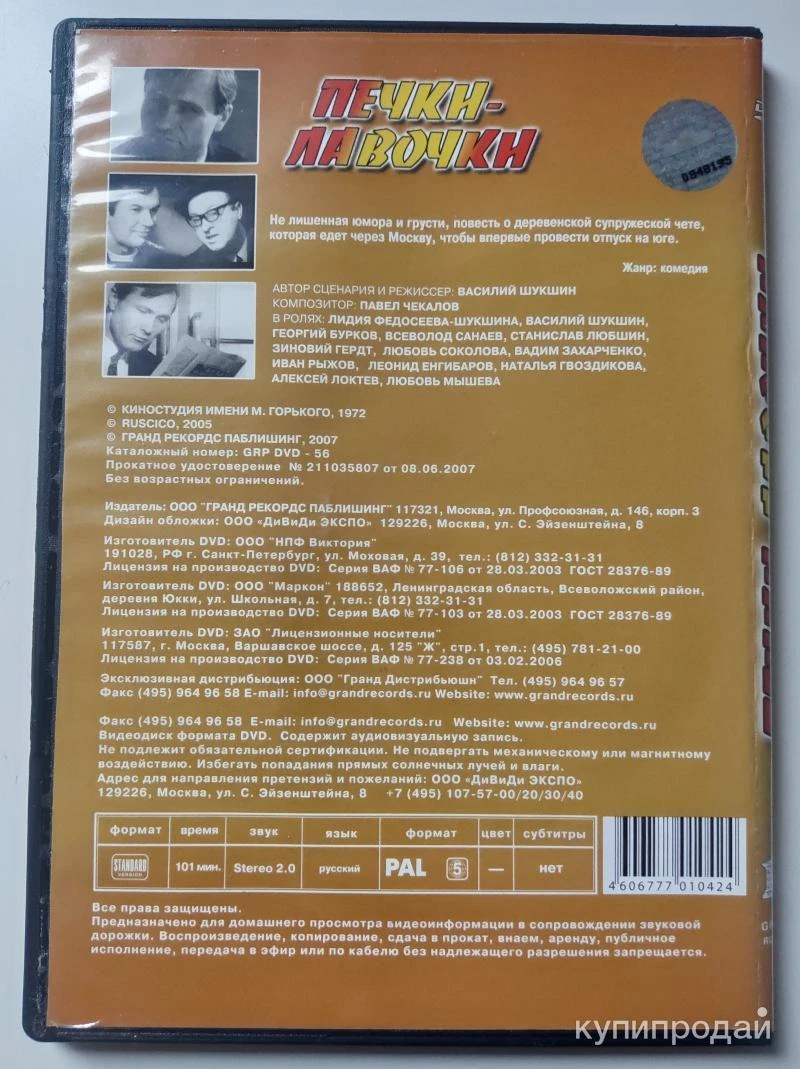 ПЕЧКИ-
ЛАВОЧКИ
0848195
Не лишенная юмора и грусти, повесть о деревенской супружеской чете,
которая едет через Москву, чтобы впервые провести отпуск на юге.
Жанр: комедия
АВТОР СЦЕНАРИЯ И РЕЖИССЕР: ВАСИЛИЙ ШУКШИН
КОМПОЗИТОР: ПАВЕЛ ЧЕКАЛОВ
В РОЛЯХ: ЛИДИЯ ФЕДОСЕЕВА-ШУКШИНА, ВАСИЛИЙ ШУКШИН,
ГЕОРГИЙ БУРКОВ, ВСЕВОЛОД САНАЕВ, СТАНИСЛАВ ЛЮБШИН,
ЗИНОВИЙ ГЕРДТ, ЛЮБОВЬ СОКОЛОВА, ВАДИМ ЗАХАРЧЕНКО,
ИВАН РЫЖОВ, ЛЕОНИД ЕНГИБАРОВ, НАТАЛЬЯ ГВОЗДИКОВА,
АЛЕКСЕЙ ЛОКТЕВ, ЛЮБОВЬ МЫШЕВА
© КИНОСТУДИЯ ИМЕНИ М. ГОРЬКОГО, 1972
© RUSCICO, 2005
© ГРАНД РЕКОРДС ПАБЛИШИНГ, 2007
Каталожный номер: GRP DVD - 56
Прокатное удостоверение № 211035807 от 08.06.2007
Без возрастных ограничений.
Издатель: ООО "ГРАНД РЕКОРДС ПАБЛИШИНГ" 117321, Москва, ул. Профсоюзная, д. 146, корп. 3
Дизайн обложки: ООО «ДиВиДи ЭКСПО» 129226, Москва, ул. С. Эйзенштейна, 8
Изготовитель DVD: ООО "НПФ Виктория"
191028, РФ г. Санкт-Петербург, ул. Моховая, д. 39, тел.: (812) 332-31-31
Лицензия на производство DVD: Серия ВАФ № 77-106 от 28.03.2003 ГОСТ 28376-89
Изготовитель DVD: ООО "Маркон" 188652, Ленинградская область, Всеволожский район,
деревня Юкки, ул. Школьная, д. 7, тел.: (812) 332-31-31
Лицензия на производство DVD: Серия ВАФ № 77-103 от 28.03.2003 ГОСТ 28376-89
Изготовитель DVD: ЗАО "Лицензионные носители"
117587, г. Москва, Варшавское шоссе, д. 125 "Ж", стр.1, тел.: (495) 781-21-00
Лицензия на производство DVD: Серия ВАФ № 77-238 от 03.02.2006
Эксклюзивная дистрибьюция: ООО "Гранд Дистрибьюшн" Тел. (495) 964 96 57
Факс (495) 964 96 58 E-mail: info@grandrecords.ru Website: www.grandrecords.ru
Факс (495) 964 96 58 E-mail: info@grandrecords.ru Website: www.grandrecords.ru
Видеодиск формата DVD. Содержит аудиовизуальную запись.
Не подлежит обязательной сертификации. Не подвергать механическому или магнитному
воздействию. Избегать попадания прямых солнечных лучей и влаги.
Адрес для направления претензий и пожеланий: ООО «ДиВиДи ЭКСПО»
129226, Москва, ул. С. Эйзенштейна, 8 +7 (495) 107-57-00/20/30/40
формат время звук язык формат цвет субтитры
STANDARD VERSION 101 мин. Stereo 2.0 русский PAL 5 — нет
4 606777 010424
Все права защищены.
Предназначено для домашнего просмотра видеоинформации в сопровождении звуковой
дорожки. Воспроизведение, копирование, сдача в прокат, внаем, аренду, публичное
исполнение, передача в эфир или по кабелю без надлежащего разрешения запрещается.
купипродай